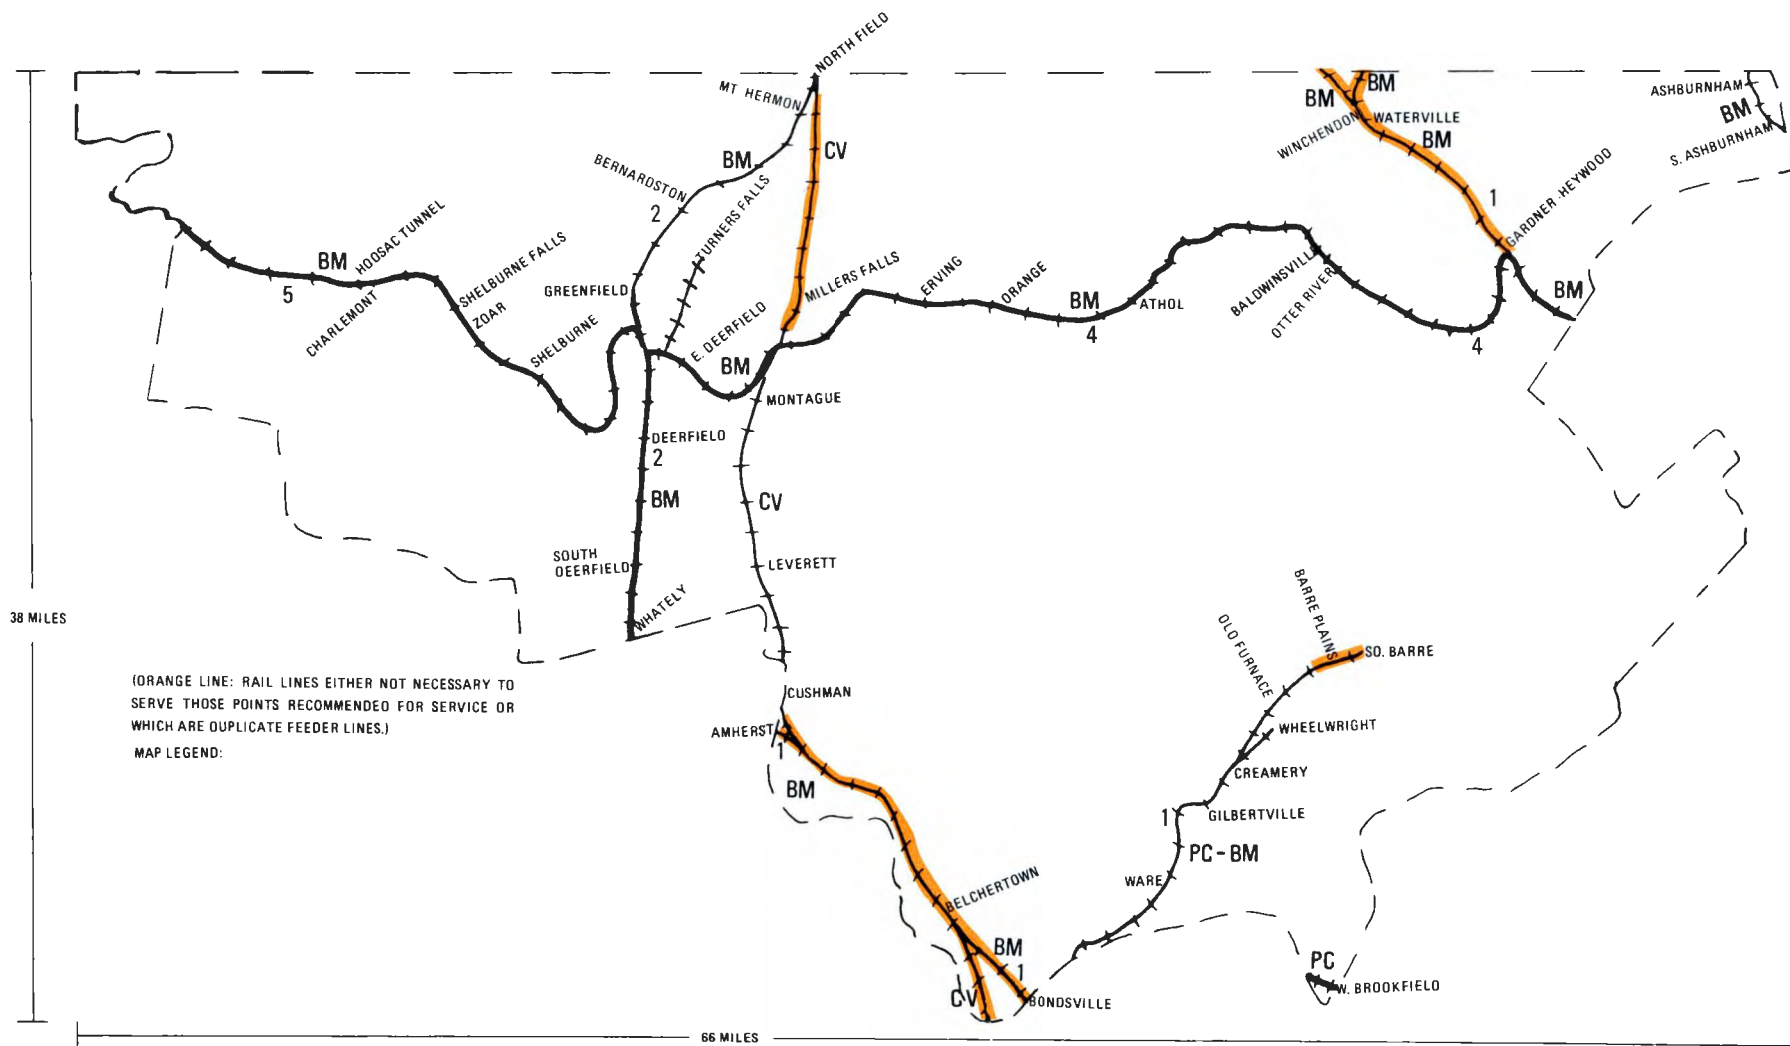 NORTH FIELD
MT HERMON
BM
CV
BERNARDSTON
2
TURNERS FALLS
GREENFIELD
BM
BM
WINCHENDON
WATERVILLE
BM
1
GARDNER-HEYWOOD
ASHBURNHAM
BM
S. ASHBURNHAM
BM
HOOSAC TUNNEL
5
CHARLEMONT
SHELBURNE FALLS
ZOAR
SHELBURNE
E. DEERFIELD
BM
MILLERS FALLS
ERVING
ORANGE
BM
4
ATHOL
BALDWINSVILLE
OTTER RIVER
4
BM
MONTAGUE
DEERFIELD
2
BM
CV
SOUTH
DEERFIELD
LEVERETT
WHATELY
38 MILES
BARRE PLAINS
OLD FURNACE
SO. BARRE
(ORANGE LINE: RAIL LINES EITHER NOT NECESSARY TO
SERVE THOSE POINTS RECOMMENDED FOR SERVICE OR
WHICH ARE DUPLICATE FEEDER LINES.)
MAP LEGEND:
CUSHMAN
AMHERST
1
BM
WHEELWRIGHT
CREAMERY
1
GILBERTVILLE
PC-BM
WARE
BELCHERTOWN
BM
1
CV
BONDSVILLE
PC
W. BROOKFIELD
66 MILES